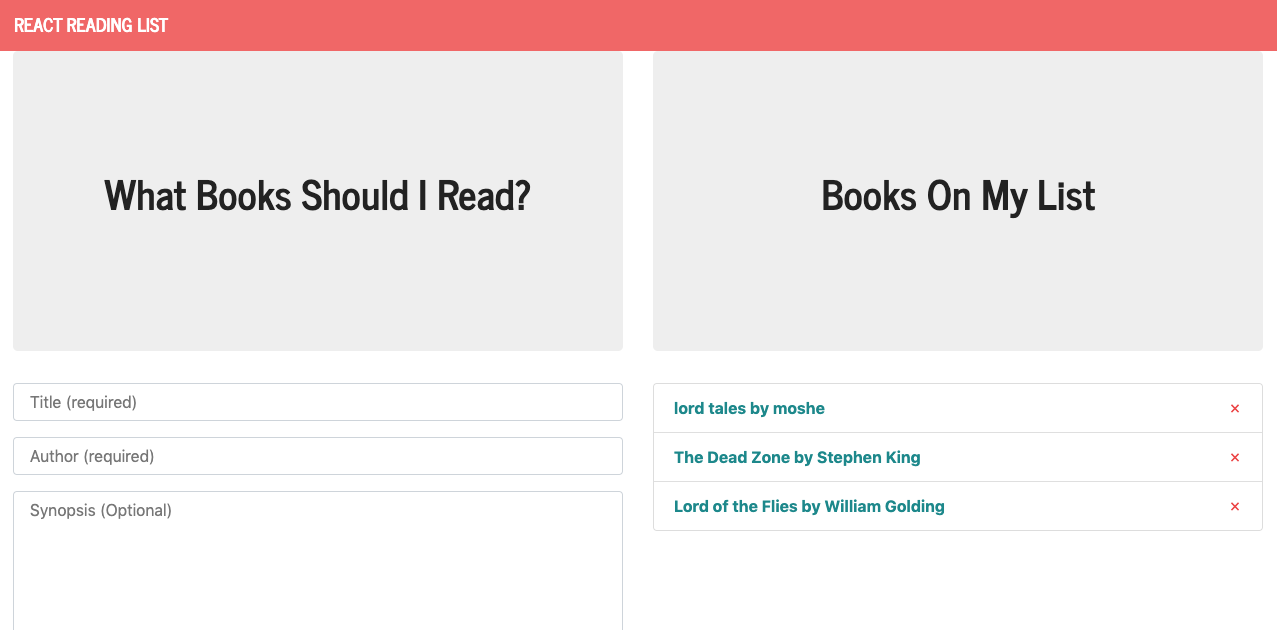 REACT READING LIST
What Books Should I Read?
Title (required)
Author (required)
Synopsis (Optional)
Books On My List
lord tales by moshe ×
The Dead Zone by Stephen King ×
Lord of the Flies by William Golding ×